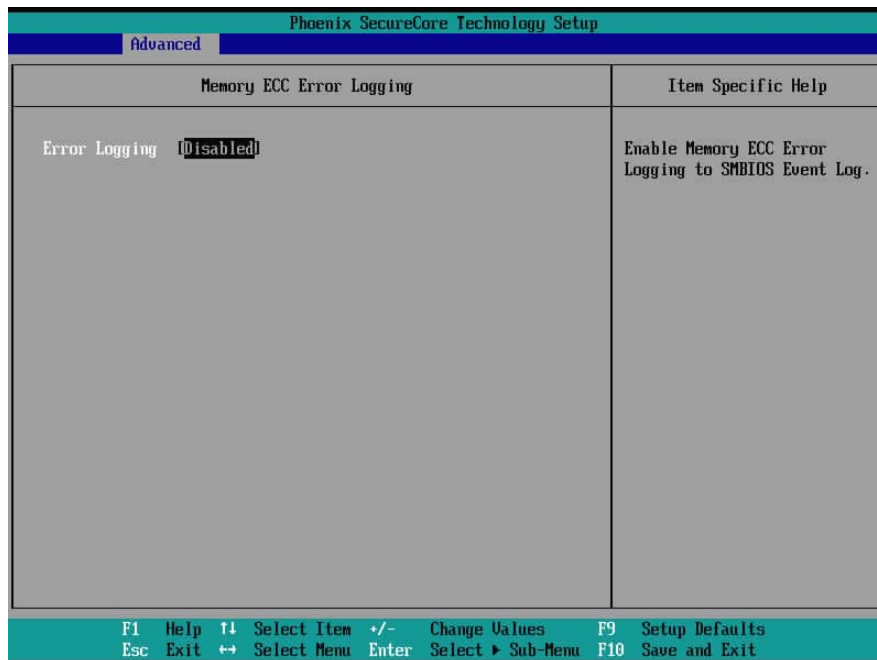 Phoenix SecureCore Technology Setup
Advanced
Memory ECC Error Logging
Item Specific Help
Error Logging [Disabled]
Enable Memory ECC Error
Logging to SMBIOS Event Log.
F1 Help ↑↓ Select Item +/- Change Values F9 Setup Defaults
Esc Exit ↔ Select Menu Enter Select ▶ Sub-Menu F10 Save and Exit